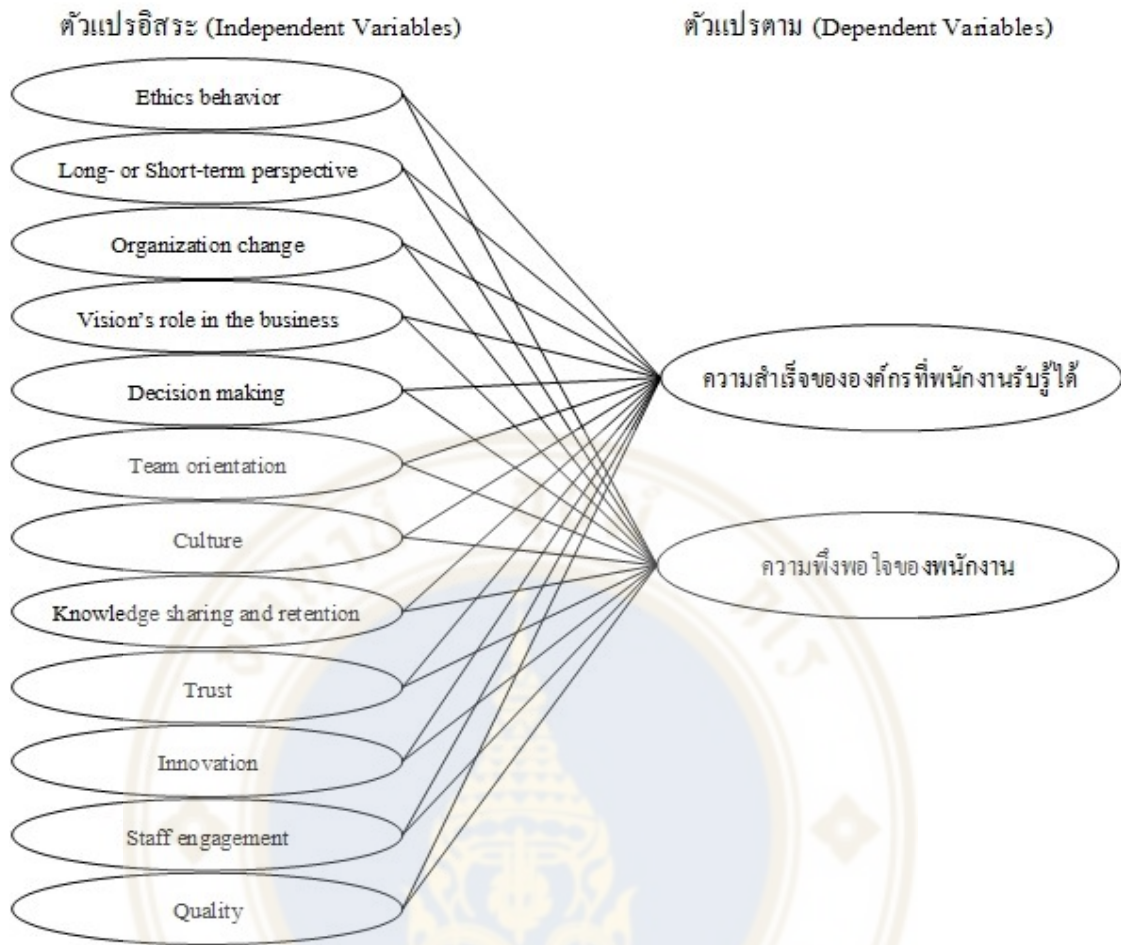 ตัวแปรอิสระ (Independent Variables)
ตัวแปรตาม (Dependent Variables)
Ethics behavior
Long- or Short-term perspective
Organization change
Vision's role in the business
Decision making
Team orientation
Culture
Knowledge sharing and retention
Trust
Innovation
Staff engagement
Quality
ความสำเร็จขององค์กรที่พนักงานรับรู้ได้
ความพึงพอใจของพนักงาน